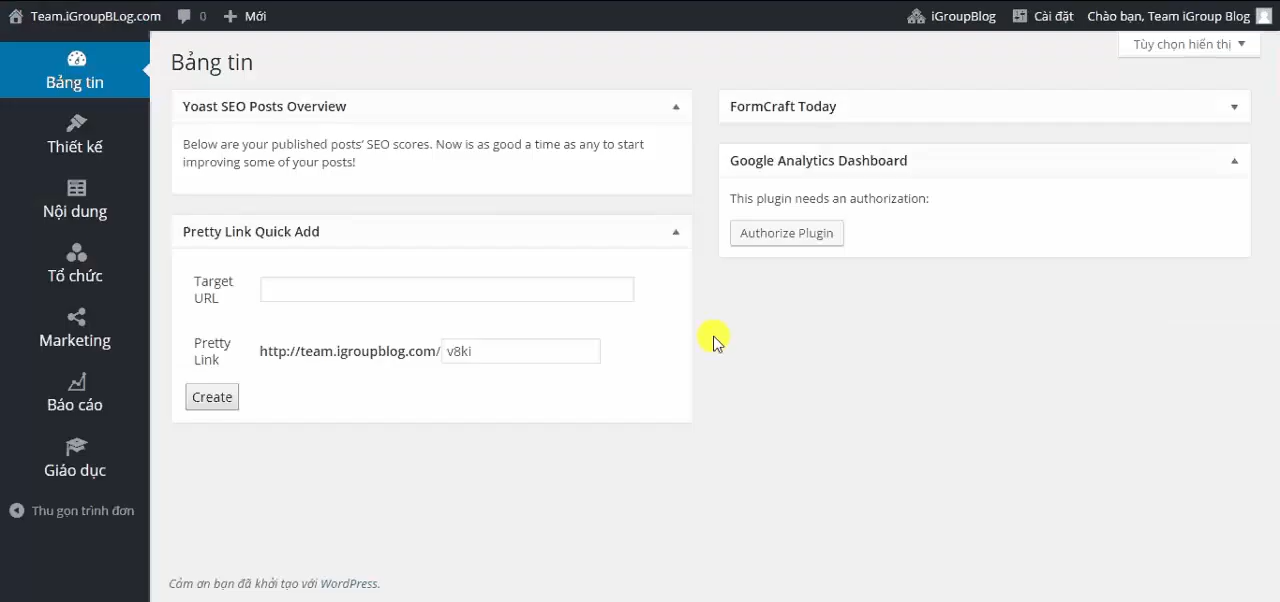 Team.iGroupBLog.com 0 Mới iGroupBlog Cài đặt Chào bạn, Team iGroup Blog
Tùy chọn hiển thị
Bảng tin
Thiết kế
Nội dung
Tổ chức
Marketing
Báo cáo
Giáo dục
Thu gọn trình đơn
Bảng tin
Yoast SEO Posts Overview
Below are your published posts' SEO scores. Now is as good a time as any to start
improving some of your posts!
Pretty Link Quick Add
Target
URL
Pretty
Link
http://team.igroupblog.com/ v8ki
Create
FormCraft Today
Google Analytics Dashboard
This plugin needs an authorization:
Authorize Plugin
Cảm ơn bạn đã khởi tạo với WordPress.